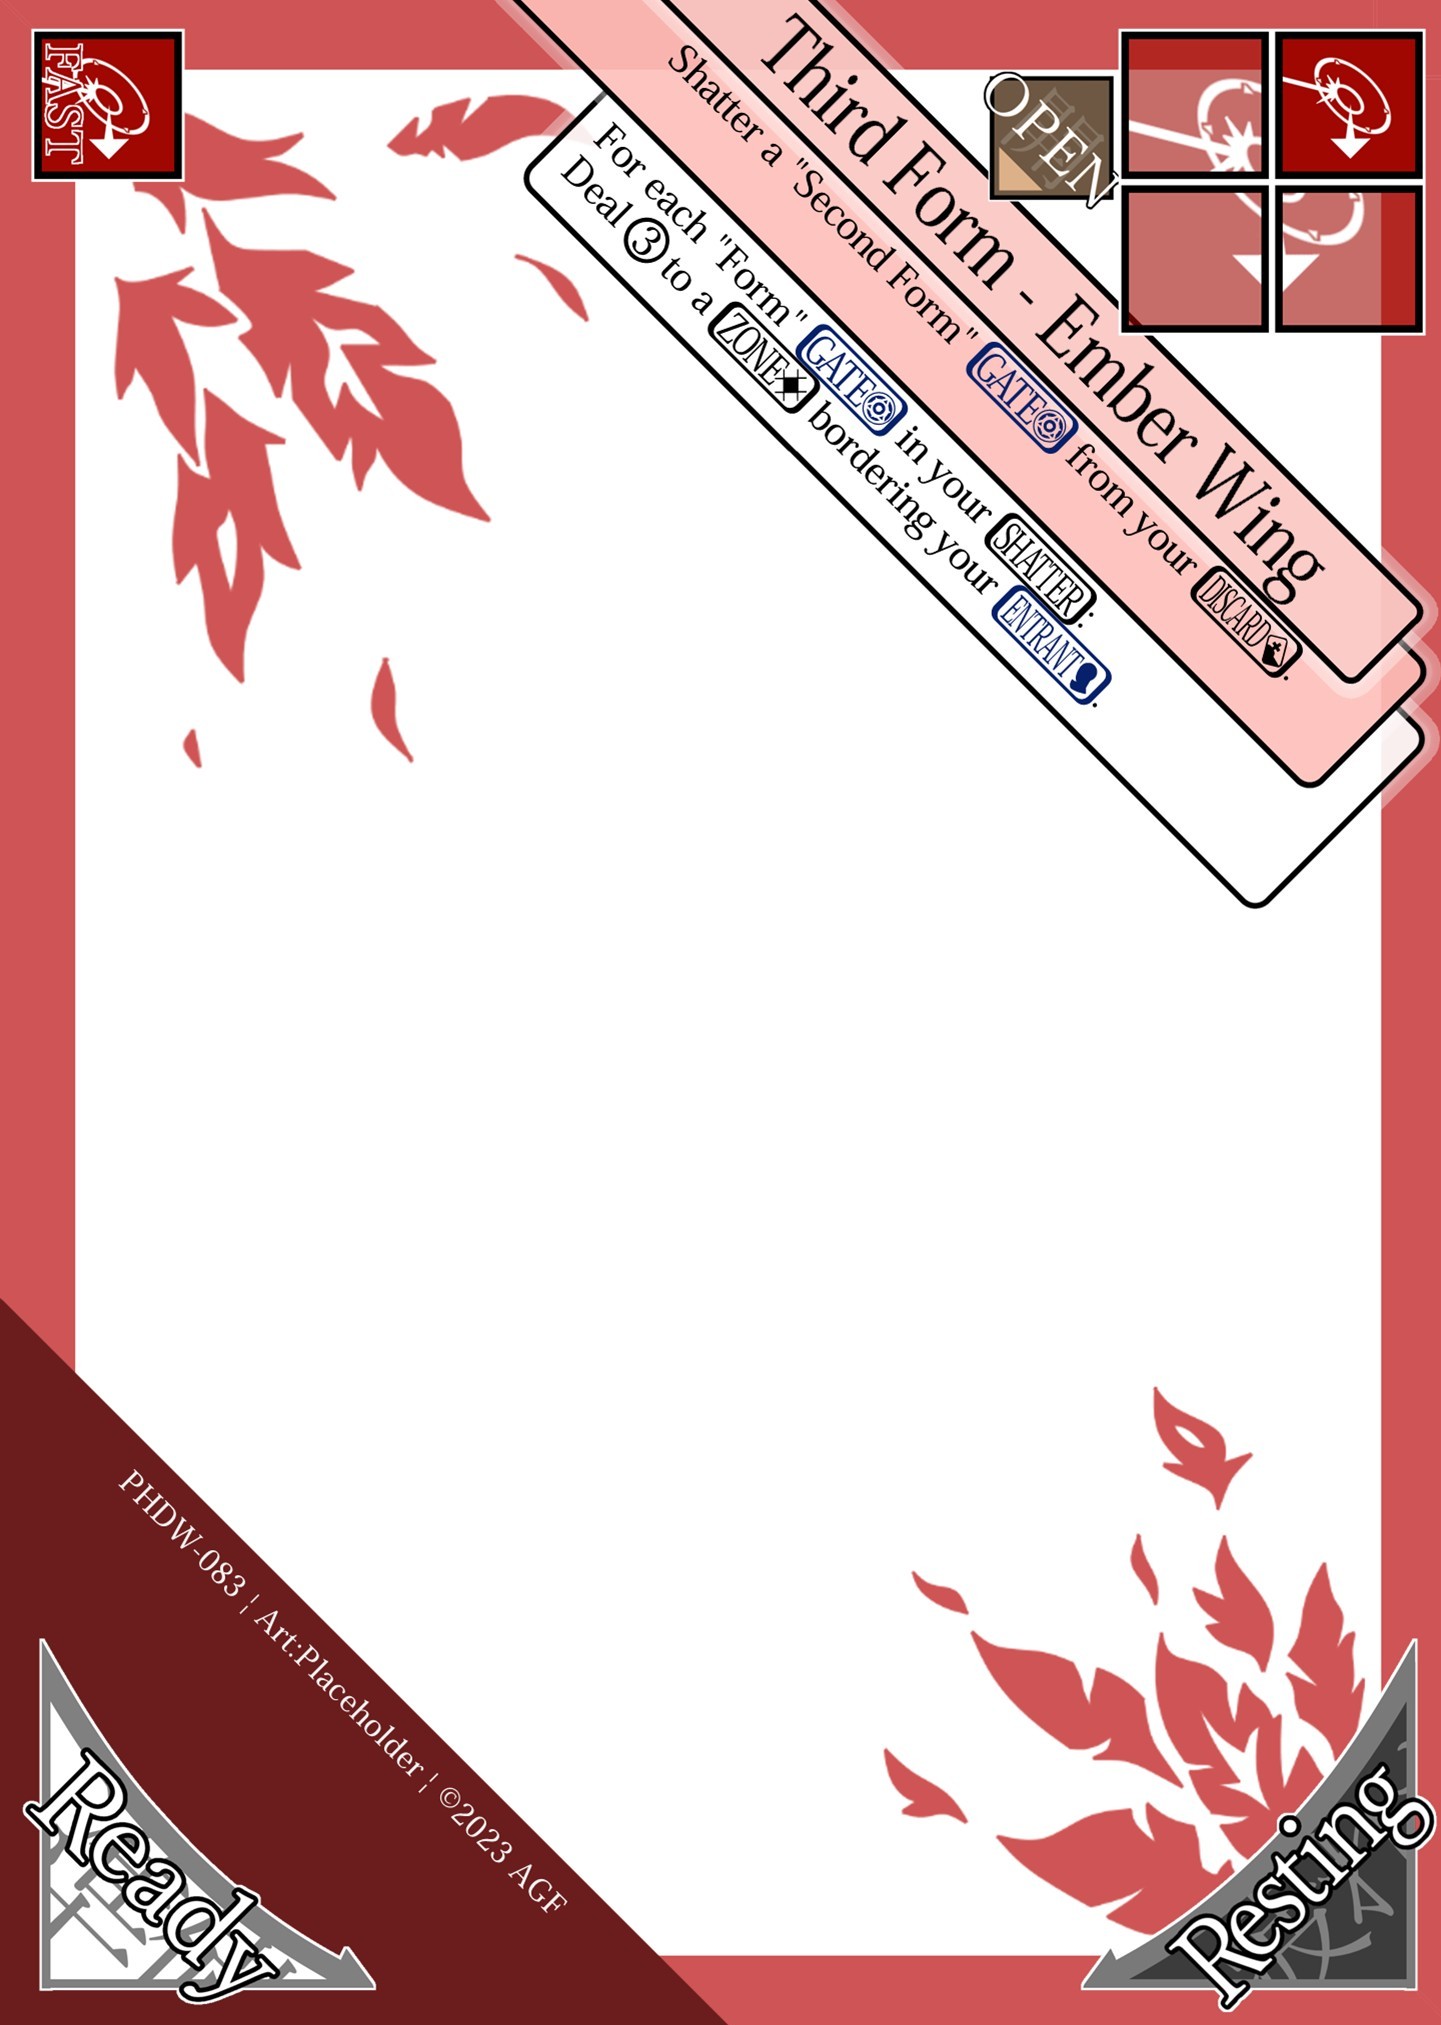 FAST
OPEN
Third Form - Ember Wing
Shatter a "Second Form" GATE from your DISCARD.
For each "Form" GATE in your SHATTER:
Deal 3 to a ZONE bordering your ENTRANT.
PHDW-083 ¦ Art:Placeholder ¦ ©2023 AGF
Ready
Resting